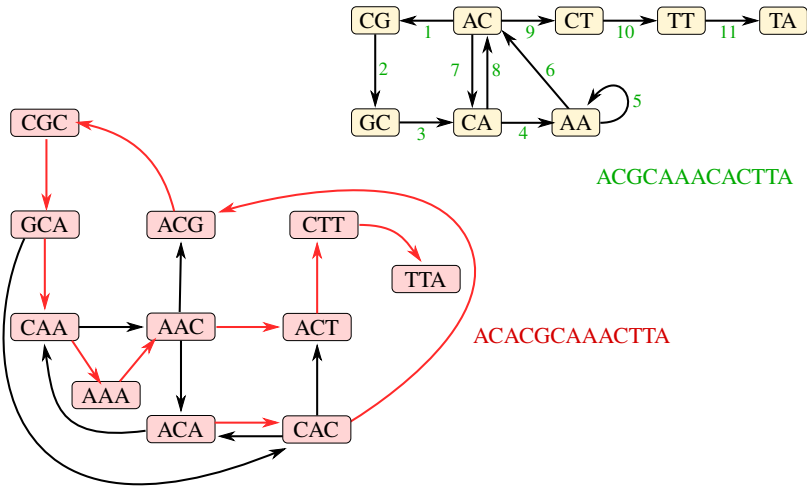 CG AC CT TT TA
1 9 10 11
2 7 8 6 5
GC CA AA
3 4
CGC
ACGCAAACACTTA
GCA ACG CTT
TTA
CAA AAC ACT
ACACGCAAACTTA
AAA
ACA CAC